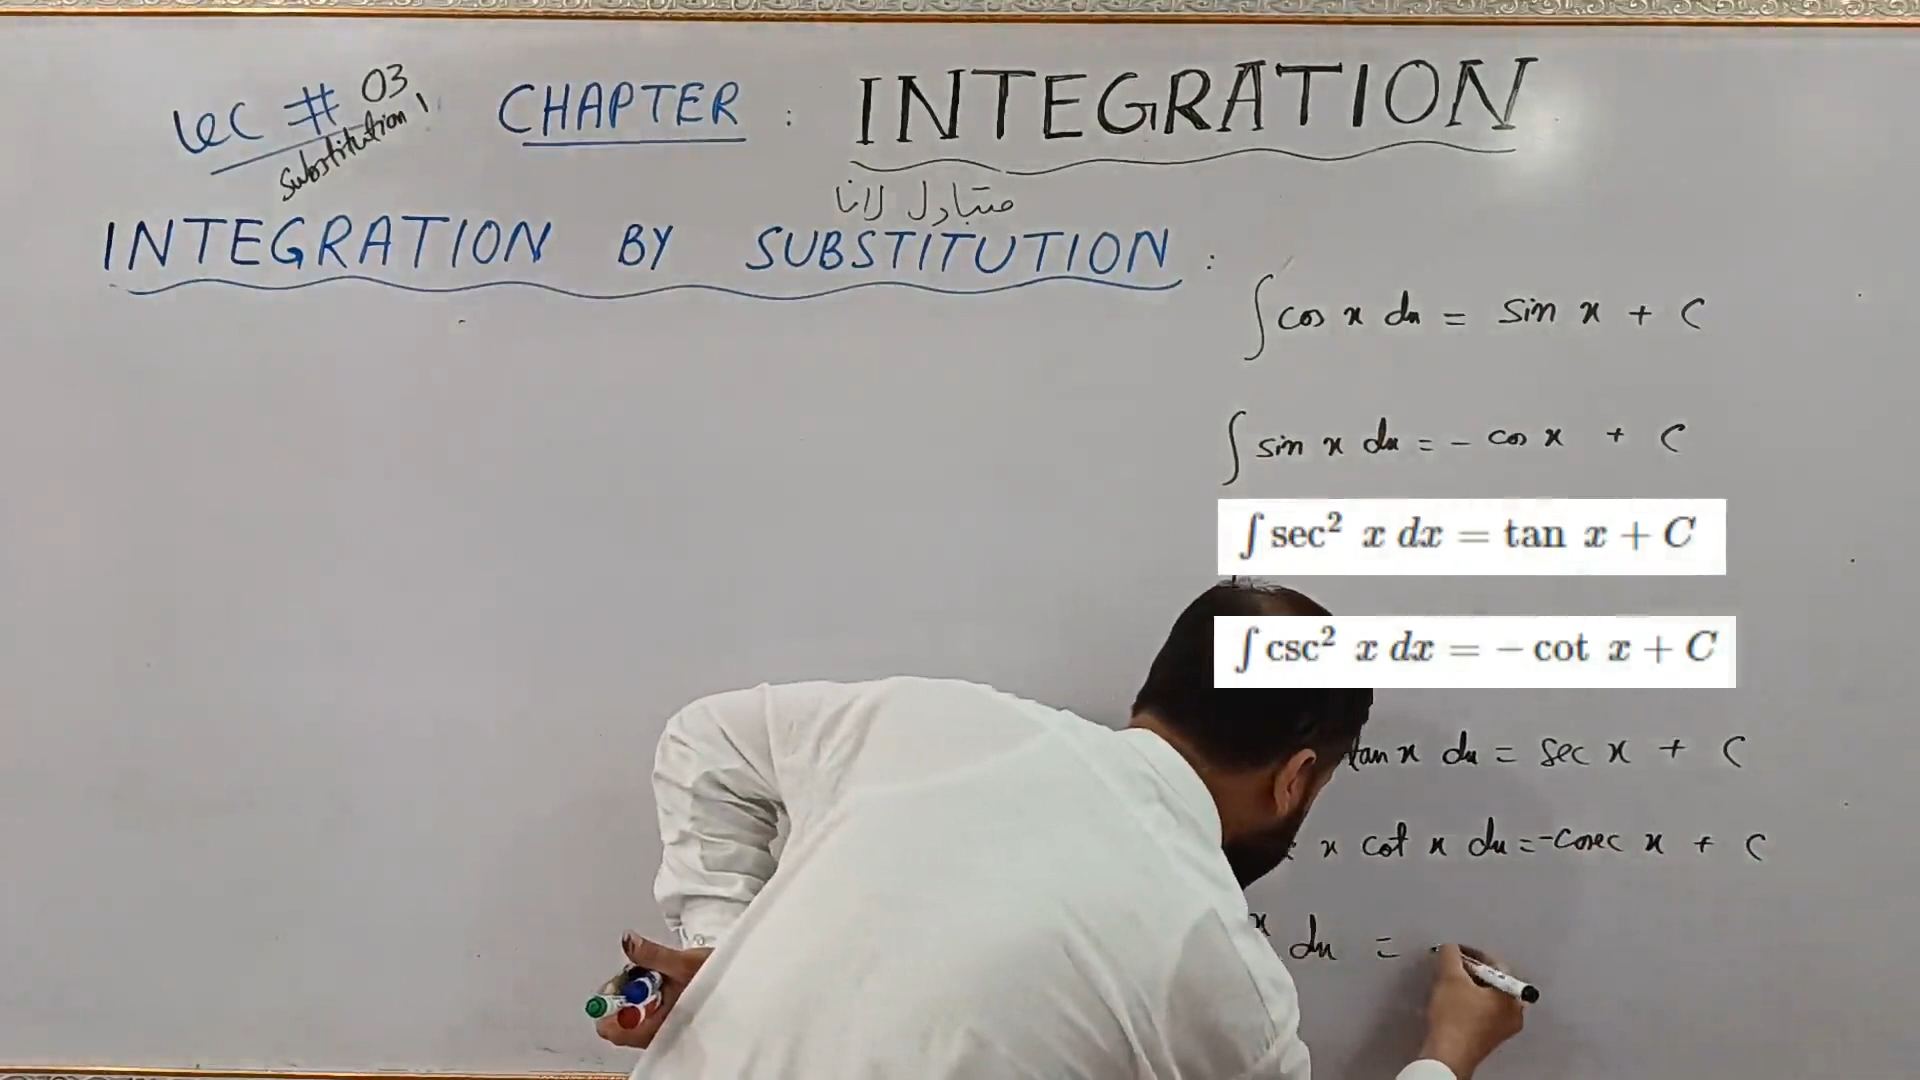 Lec # 03
Substitution 1
CHAPTER : INTEGRATION
متبادل لانا
INTEGRATION BY SUBSTITUTION :
∫ cos x dx = sin x + C
∫ sin x dx = - cos x + C
∫ sec² x dx = tan x + C
∫ csc² x dx = − cot x + C
tan x dx = sec x + C
x cot x dx = -cosec x + C
x dx =